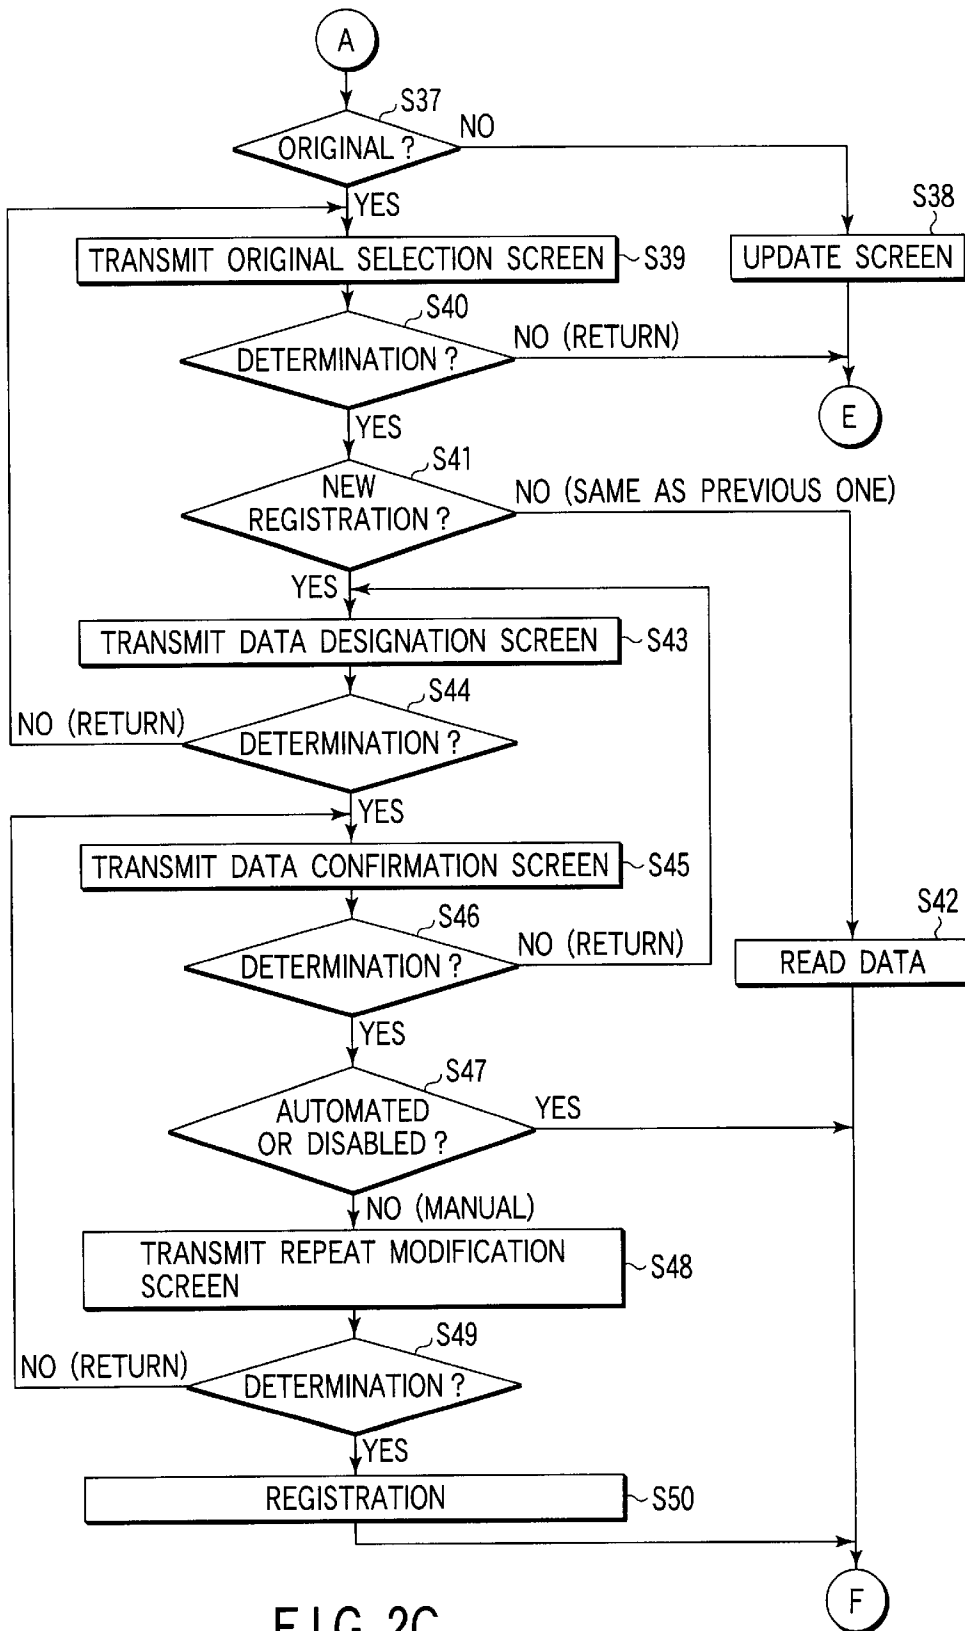 A
S37
ORIGINAL ?
NO
YES
S38
TRANSMIT ORIGINAL SELECTION SCREEN
S39
UPDATE SCREEN
S40
DETERMINATION ?
NO (RETURN)
E
YES
S41
NEW
REGISTRATION ?
NO (SAME AS PREVIOUS ONE)
YES
TRANSMIT DATA DESIGNATION SCREEN
S43
S44
NO (RETURN)
DETERMINATION ?
YES
TRANSMIT DATA CONFIRMATION SCREEN
S45
S46
DETERMINATION ?
NO (RETURN)
S42
READ DATA
YES
S47
AUTOMATED
OR DISABLED ?
YES
NO (MANUAL)
TRANSMIT REPEAT MODIFICATION
SCREEN
S48
S49
NO (RETURN)
DETERMINATION ?
YES
REGISTRATION
S50
F
FIG. 2C